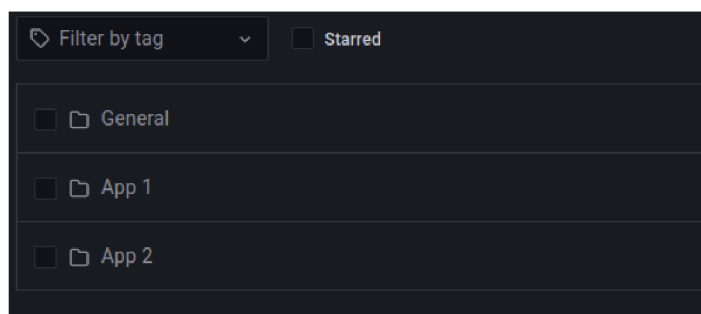 Filter by tag Starred
General
App 1
App 2